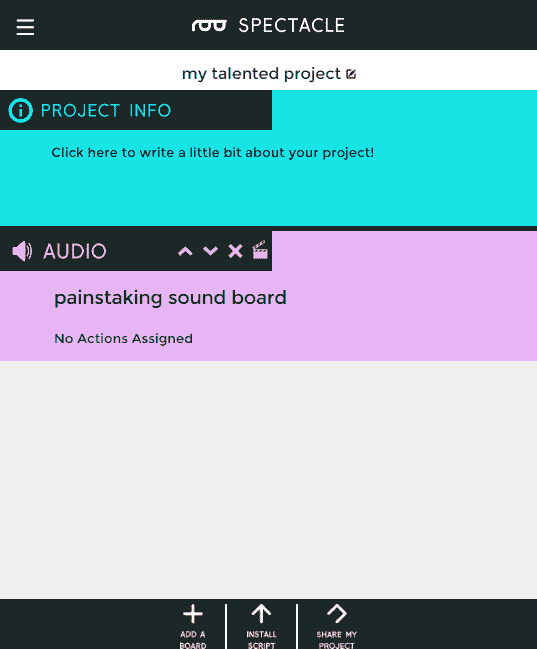 SPECTACLE
my talented project
PROJECT INFO
Click here to write a little bit about your project!
AUDIO
painstaking sound board
No Actions Assigned
ADD A
BOARD
INSTALL
SCRIPT
SHARE MY
PROJECT